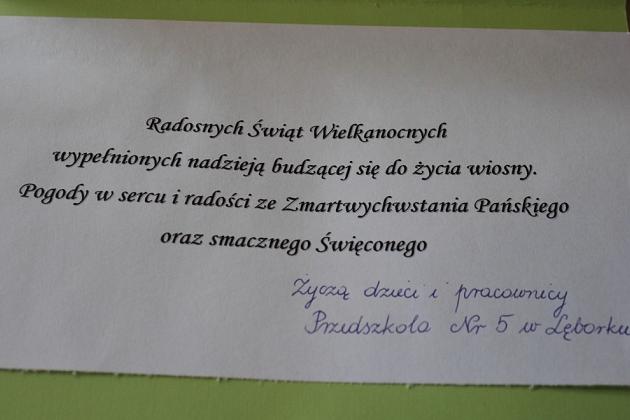 Radosnych Świąt Wielkanocnych
wypełnionych nadzieją budzącej się do życia wiosny.
Pogody w sercu i radości ze Zmartwychwstania Pańskiego
oraz smacznego Święconego
Życzą dzieci i pracownicy
Przedszkola Nr 5 w Lęborku